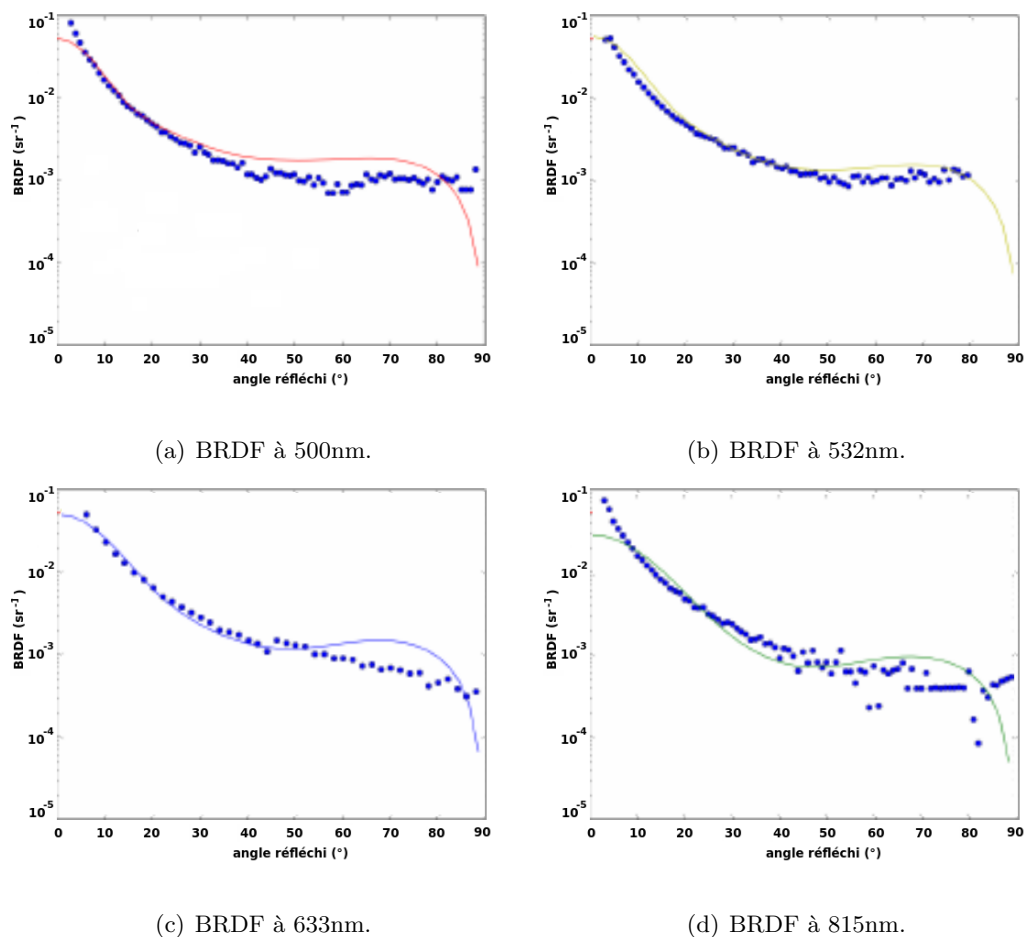 10^-1 10^-1
10^-2 10^-2
BRDF (sr^-1) BRDF (sr^-1)
10^-3 10^-3
10^-4 10^-4
10^-5 10^-5
0 10 20 30 40 50 60 70 80 90 0 10 20 30 40 50 60 70 80 90
angle réfléchi (°) angle réfléchi (°)
(a) BRDF à 500nm. (b) BRDF à 532nm.
10^-1 10^-1
10^-2 10^-2
BRDF (sr^-1) BRDF (sr^-1)
10^-3 10^-3
10^-4 10^-4
10^-5 10^-5
0 10 20 30 40 50 60 70 80 90 0 10 20 30 40 50 60 70 80 90
angle réfléchi (°) angle réfléchi (°)
(c) BRDF à 633nm. (d) BRDF à 815nm.